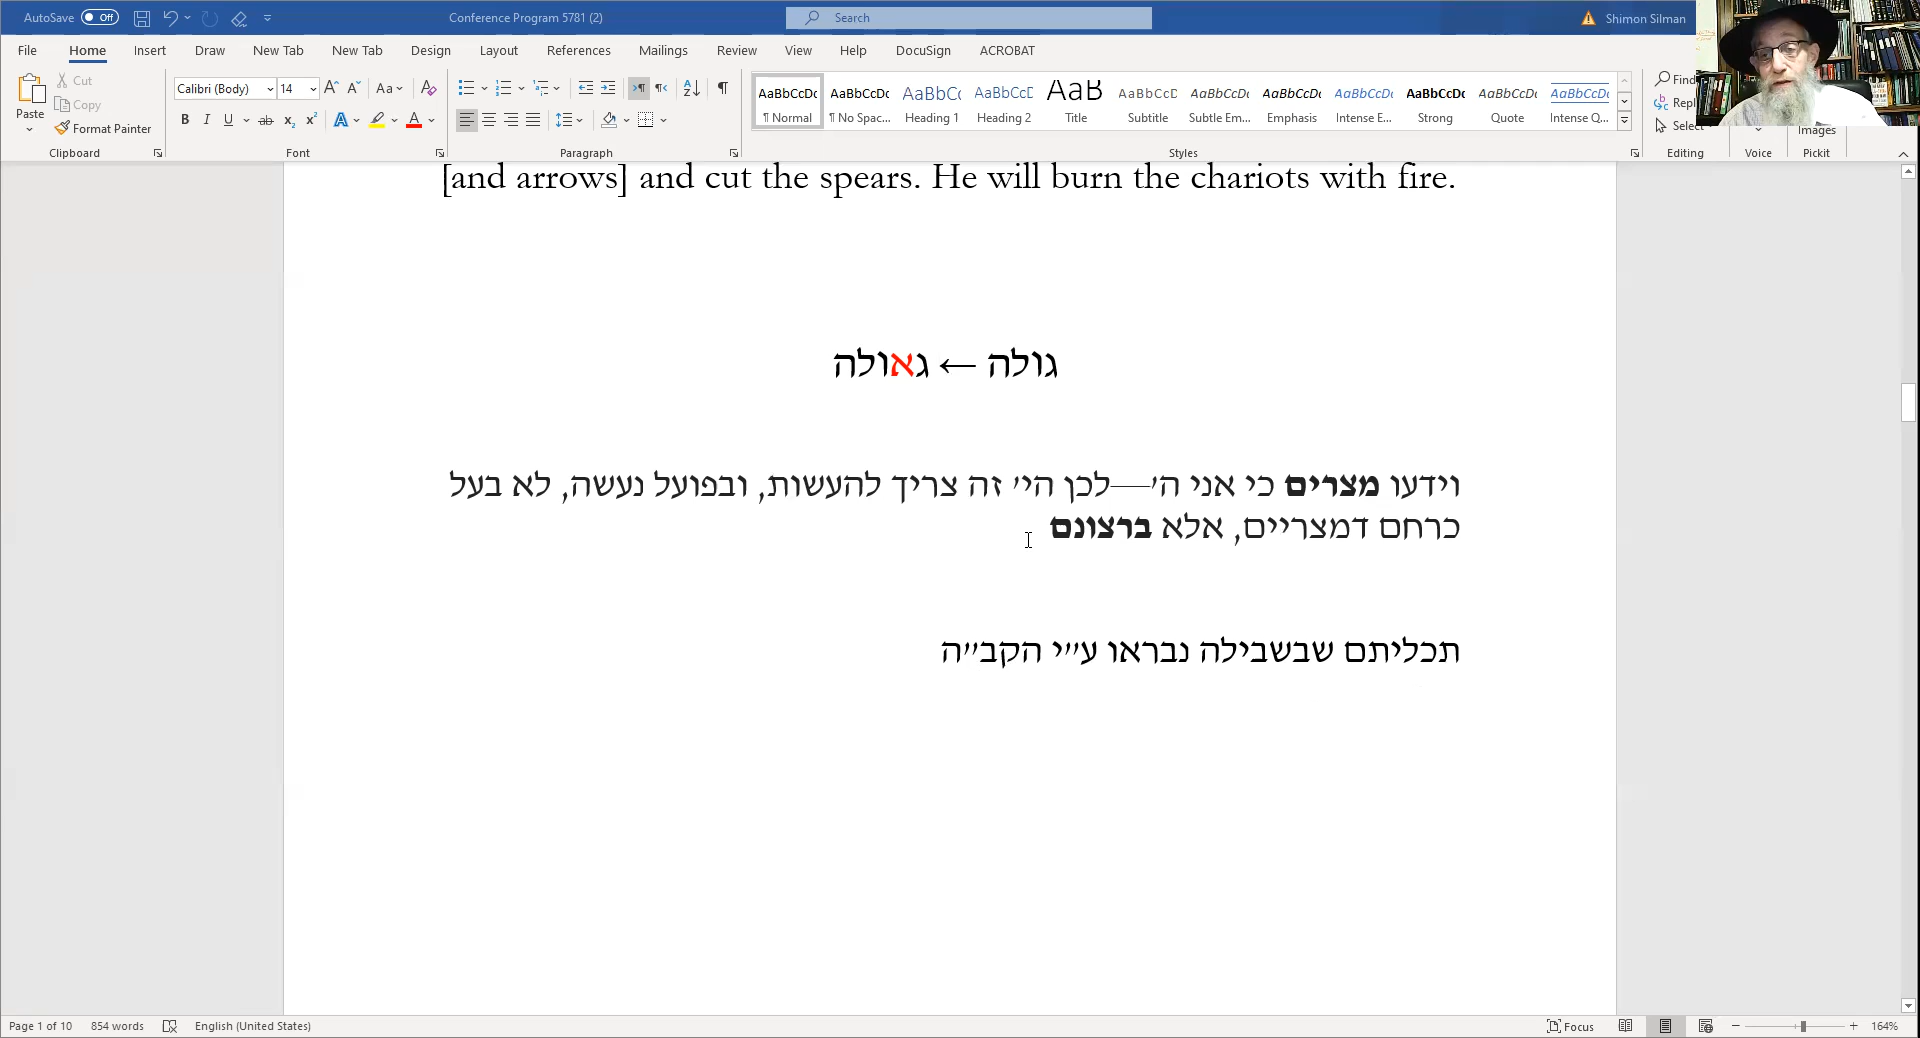 AutoSave Off Conference Program 5781 (2) Search Shimon Silman
File Home Insert Draw New Tab New Tab Design Layout References Mailings Review View Help DocuSign ACROBAT
Paste Cut Copy Format Painter
Calibri (Body) 14
AaBbCcDc AaBbCcDc AaBbCc AaBbCcD AaB AaBbCcD AaBbCcDc AaBbCcDc AaBbCcDc AaBbCcDc AaBbCcDc AaBbCcDc
¶ Normal ¶ No Spac... Heading 1 Heading 2 Title Subtitle Subtle Em... Emphasis Intense E... Strong Quote Intense Q...
Find
Select
Images
Clipboard Font Paragraph Styles Editing Voice Pickit
[and arrows] and cut the spears. He will burn the chariots with fire.
גולה ← גאולה
וידעו מצרים כי אני ה׳—לכן הי׳ זה צריך להעשות, ובפועל נעשה, לא בעל
כרחם דמצריים, אלא ברצונם
תכליתם שבשבילה נבראו ע״י הקב״ה
Page 1 of 10 854 words English (United States) Focus 164%